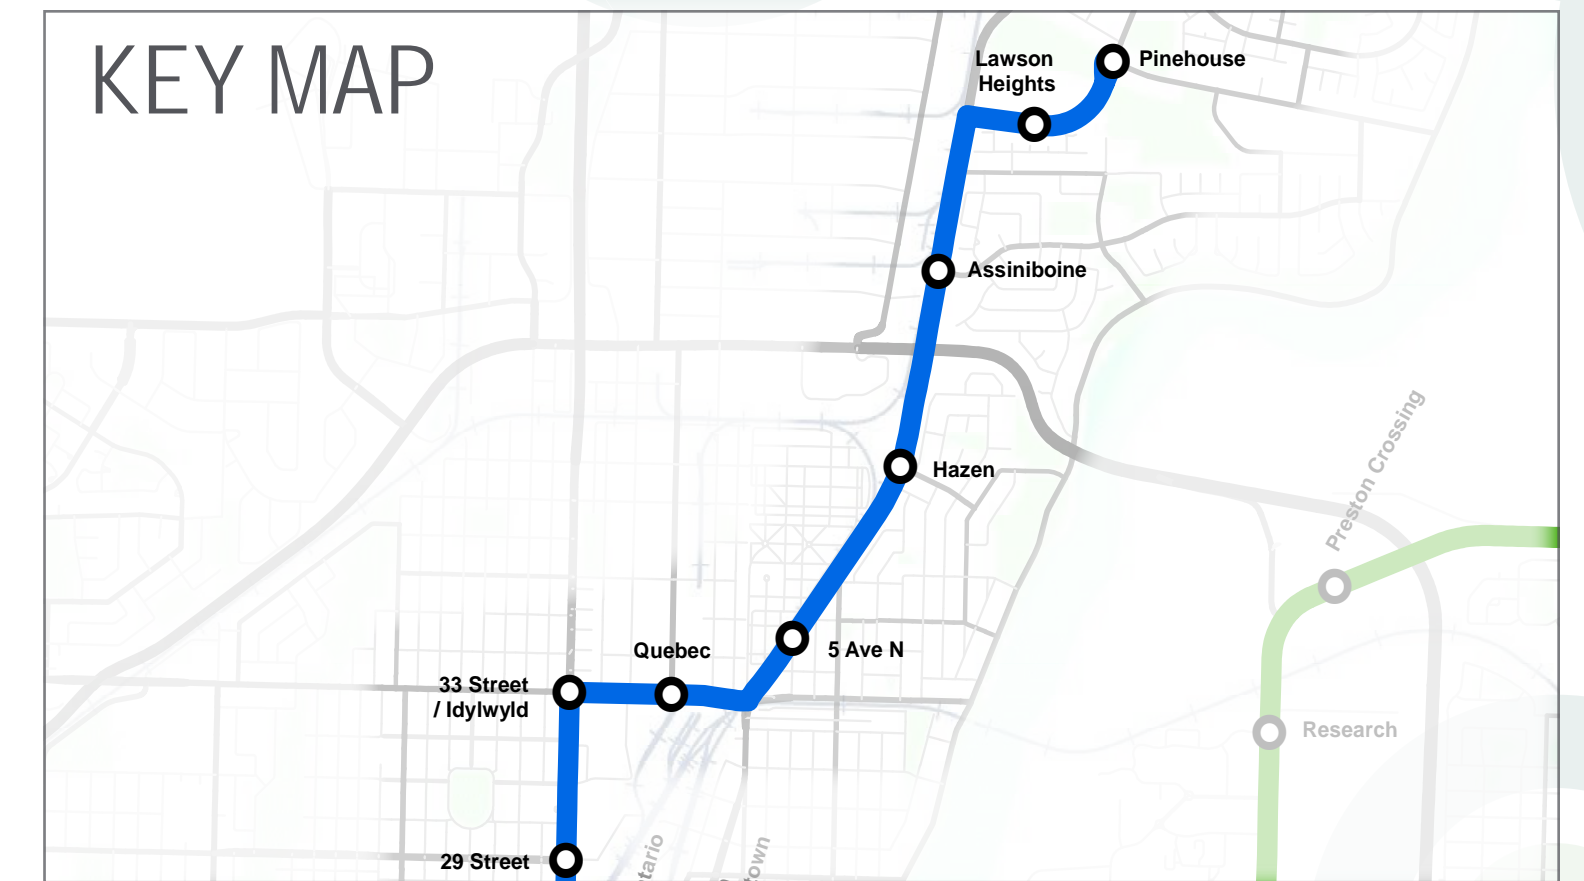 KEY MAP
Lawson
Heights
Pinehouse
Assiniboine
Preston Crossing
Hazen
Quebec
5 Ave N
33 Street
/ Idylwyld
Research
29 Street